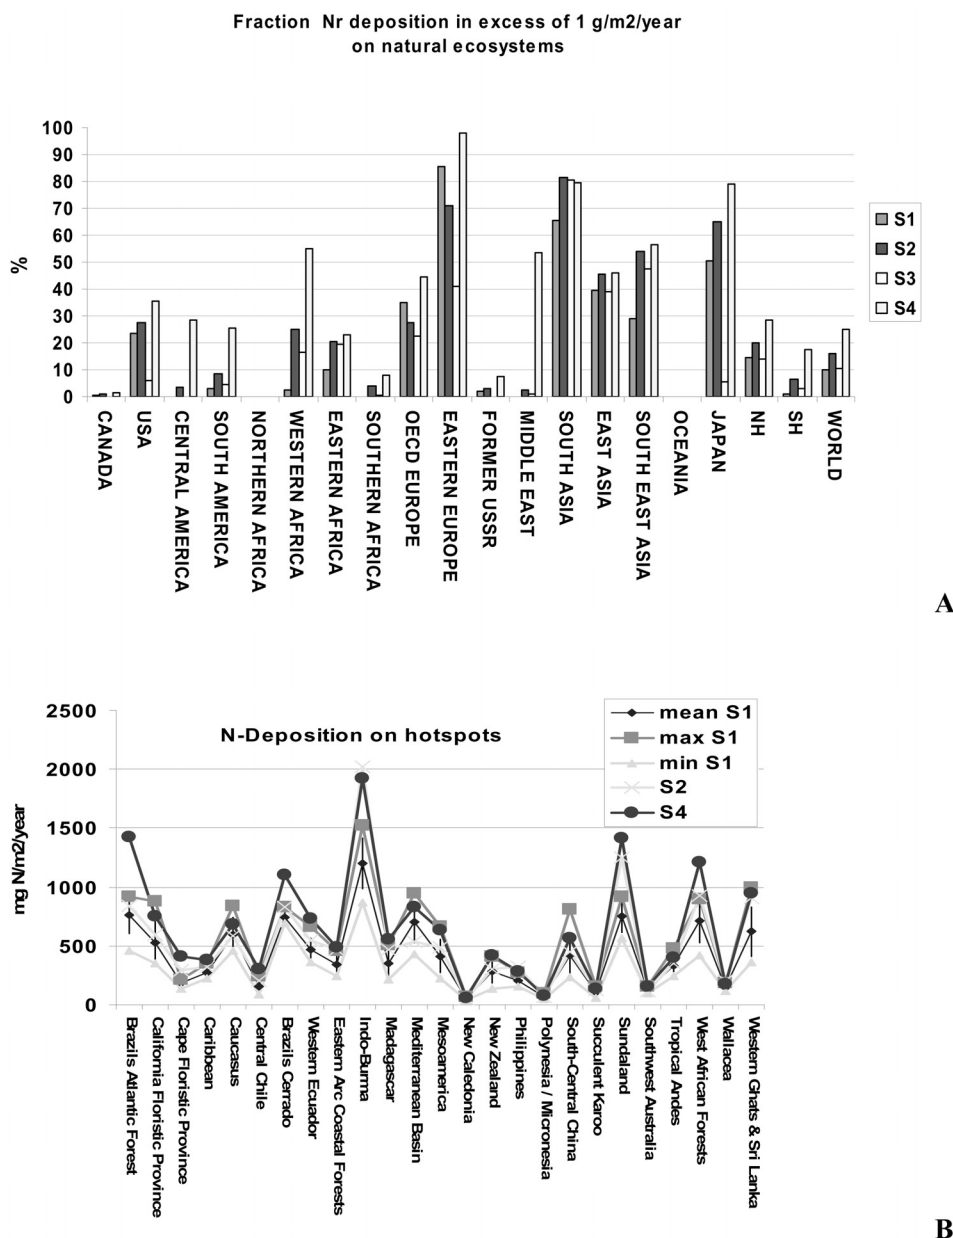 Fraction Nr deposition in excess of 1 g/m2/year
on natural ecosystems
100
90
80
70
60
50
40
30
20
10
0
%
S1
S2
S3
S4
CANADA
USA
CENTRAL AMERICA
SOUTH AMERICA
NORTHERN AFRICA
WESTERN AFRICA
EASTERN AFRICA
SOUTHERN AFRICA
OECD EUROPE
EASTERN EUROPE
FORMER USSR
MIDDLE EAST
SOUTH ASIA
EAST ASIA
SOUTH EAST ASIA
OCEANIA
JAPAN
NH
SH
WORLD
A
N-Deposition on hotspots
2500
2000
1500
1000
500
0
mg N/m2/year
mean S1
max S1
min S1
S2
S4
Brazils Atlantic Forest
California Floristic Province
Cape Floristic Province
Caribbean
Caucasus
Central Chile
Brazils Cerrado
Western Ecuador
Eastern Arc Coastal Forests
Indo-Burma
Madagascar
Mediterranean Basin
Mesoamerica
New Caledonia
New Zealand
Philippines
Polynesia / Micronesia
South-Central China
Succulent Karoo
Sundaland
Southwest Australia
Tropical Andes
West African Forests
Wallacea
Western Ghats & Sri Lanka
B